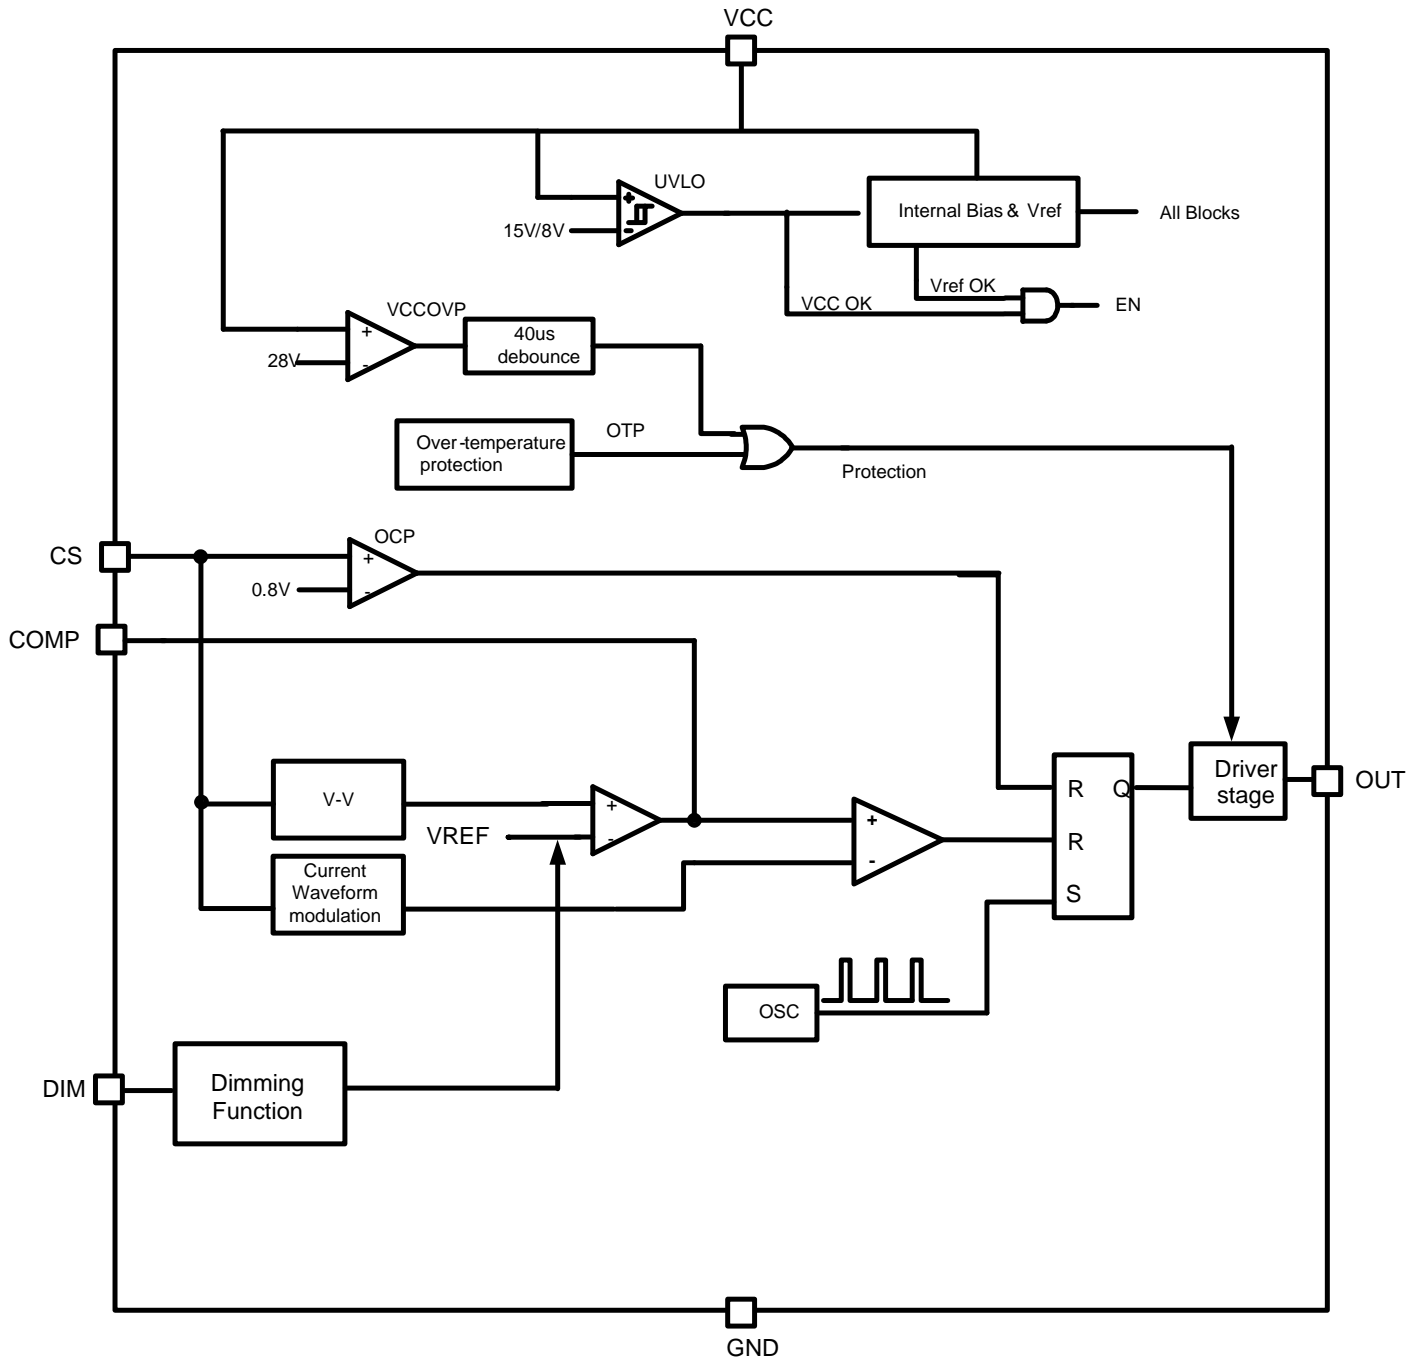 VCC
UVLO
+
-
15V/8V
Internal Bias & Vref
All Blocks
Vref OK
VCC OK
EN
VCCOVP
+
-
28V
40us
debounce
Over-temperature
protection
OTP
Protection
CS
OCP
+
-
0.8V
COMP
V-V
VREF
+
-
Current
Waveform
modulation
+
-
R
Q
R
S
Driver
stage
OUT
OSC
DIM
Dimming
Function
GND